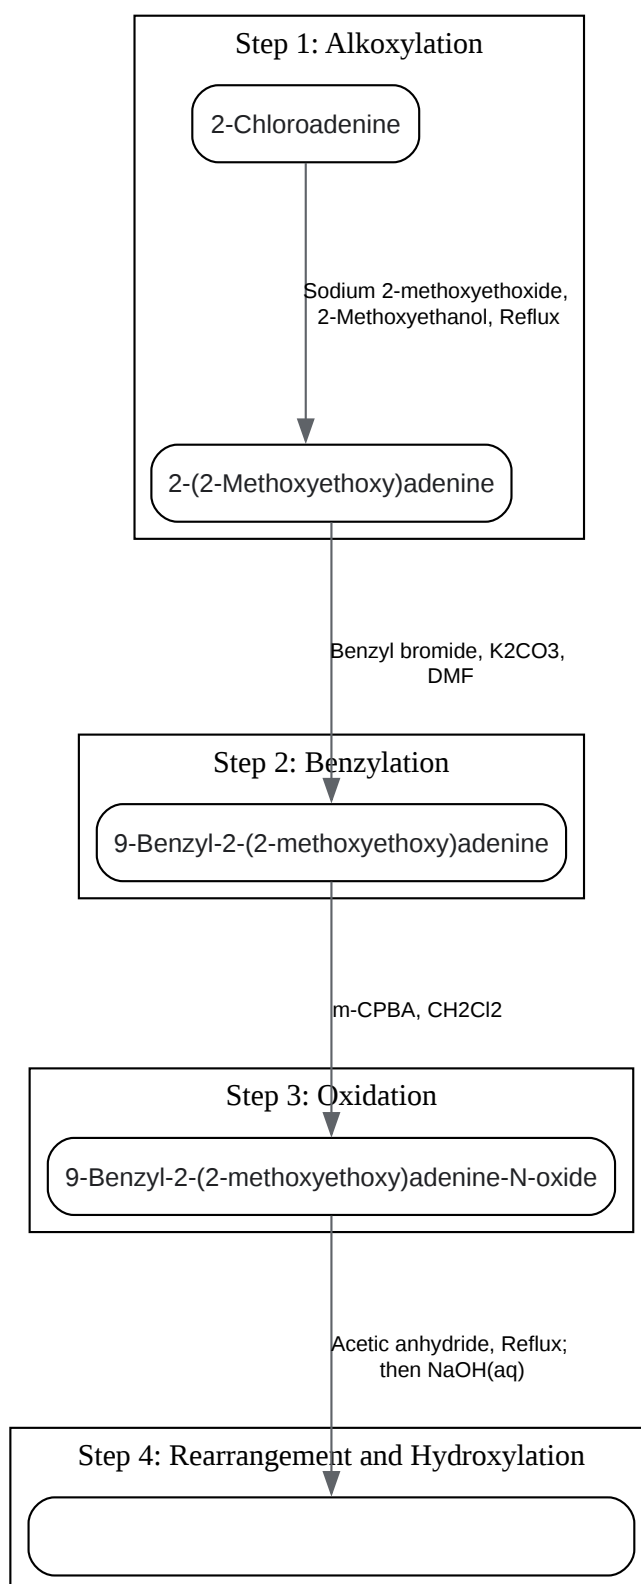 Step 1: Alkoxylation
2-Chloroadenine
Sodium 2-methoxyethoxide,
2-Methoxyethanol, Reflux
2-(2-Methoxyethoxy)adenine
Benzyl bromide, K2CO3,
DMF
Step 2: Benzylation
9-Benzyl-2-(2-methoxyethoxy)adenine
m-CPBA, CH2Cl2
Step 3: Oxidation
9-Benzyl-2-(2-methoxyethoxy)adenine-N-oxide
Acetic anhydride, Reflux;
then NaOH(aq)
Step 4: Rearrangement and Hydroxylation